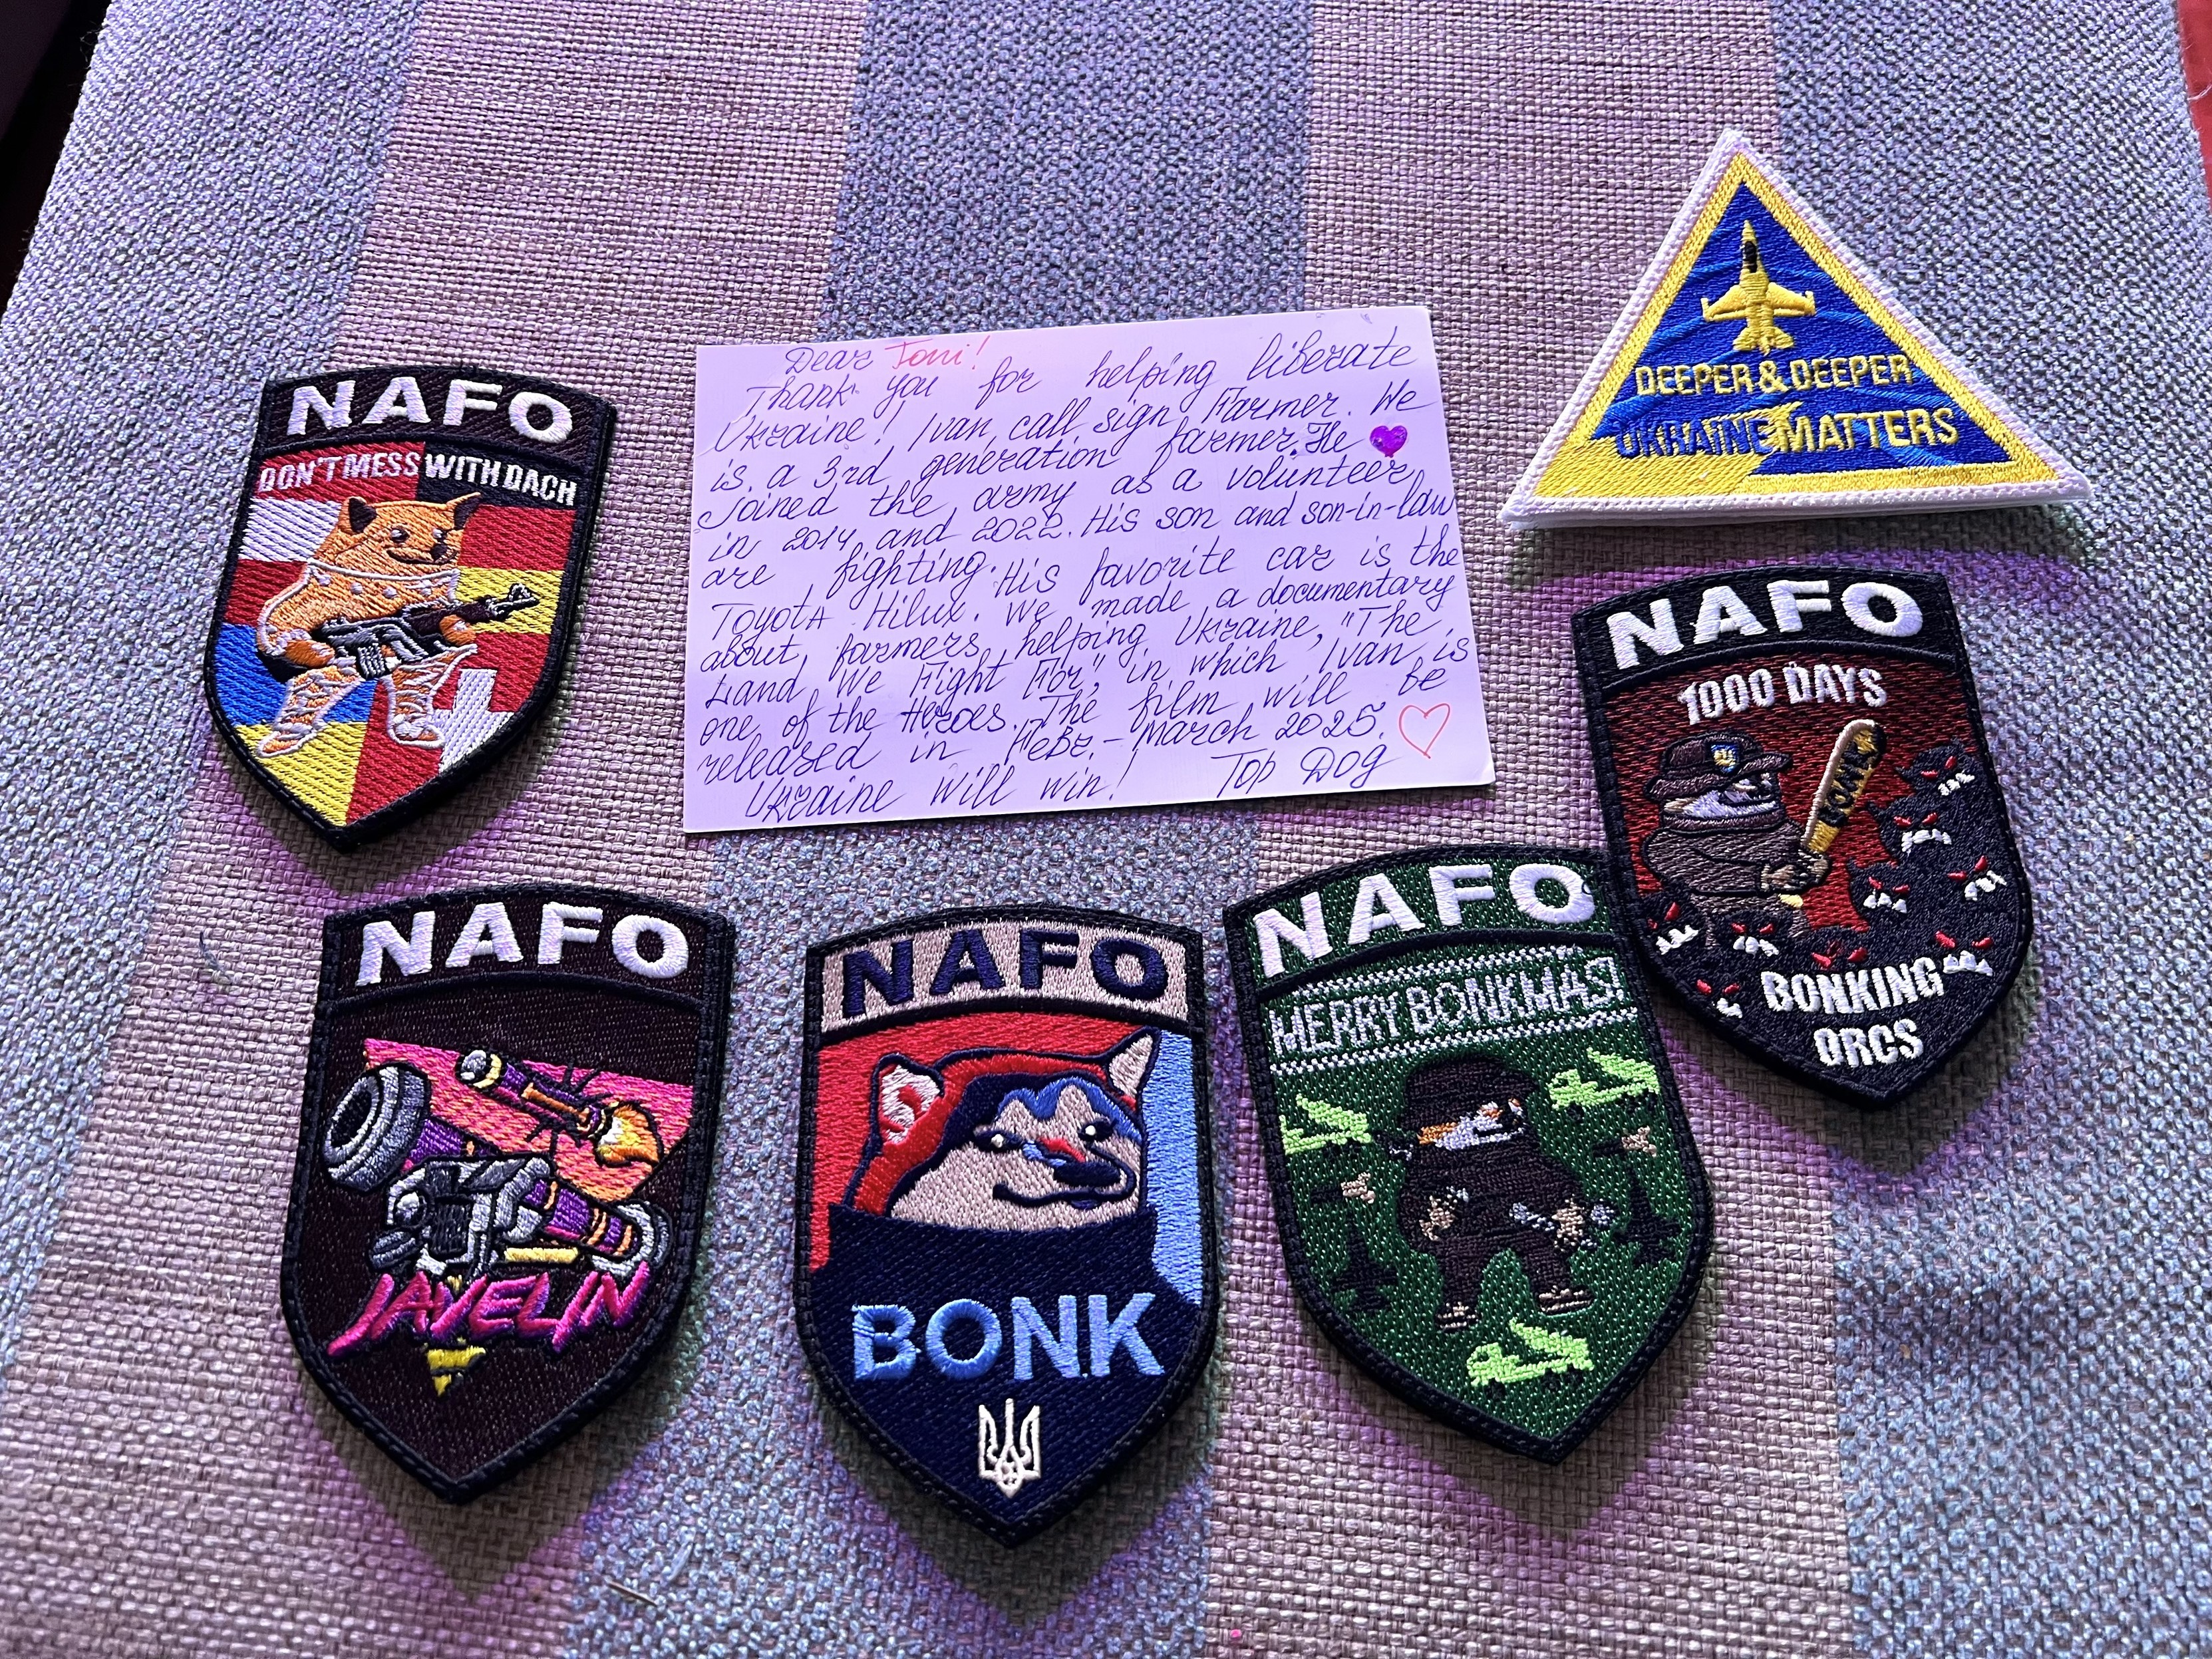 NAFO
DON'T MESS WITH DACH
Dear Toni!
Thank you for helping liberate
Ukraine! Ivan, call sign Farmer. We 💜
is a 3rd generation farmer. He
joined the army as a volunteer
in 2014 and 2022. His son and son-in-law
are fighting. His favorite car is the
Toyota Hilux. We made a documentary
about farmers helping Ukraine, "The
Land We Fight For", in which Ivan is
one of the Heroes. The film will be
released in Febr.-March 2025.
Ukraine will win! Top Dog
DEEPER & DEEPER
UKRAINE MATTERS
NAFO
1000 DAYS
BONK
BONKING
ORCS
NAFO
JAVELIN
NAFO
BONK
NAFO
MERRY BONKMAS!